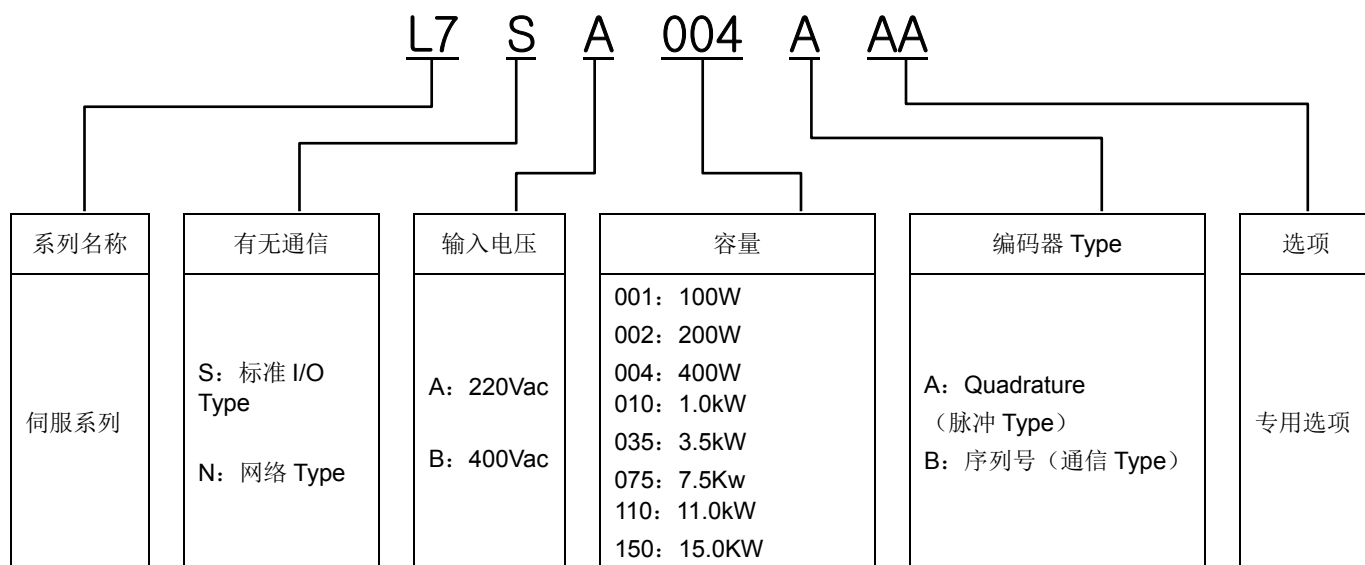 L7 S A 004 A AA
系列名称
伺服系列
有无通信
S：标准 I/O
Type
N：网络 Type
输入电压
A：220Vac
B：400Vac
容量
001：100W
002：200W
004：400W
010：1.0kW
035：3.5kW
075：7.5Kw
110：11.0kW
150：15.0KW
编码器 Type
A：Quadrature
（脉冲 Type）
B：序列号（通信 Type）
选项
专用选项